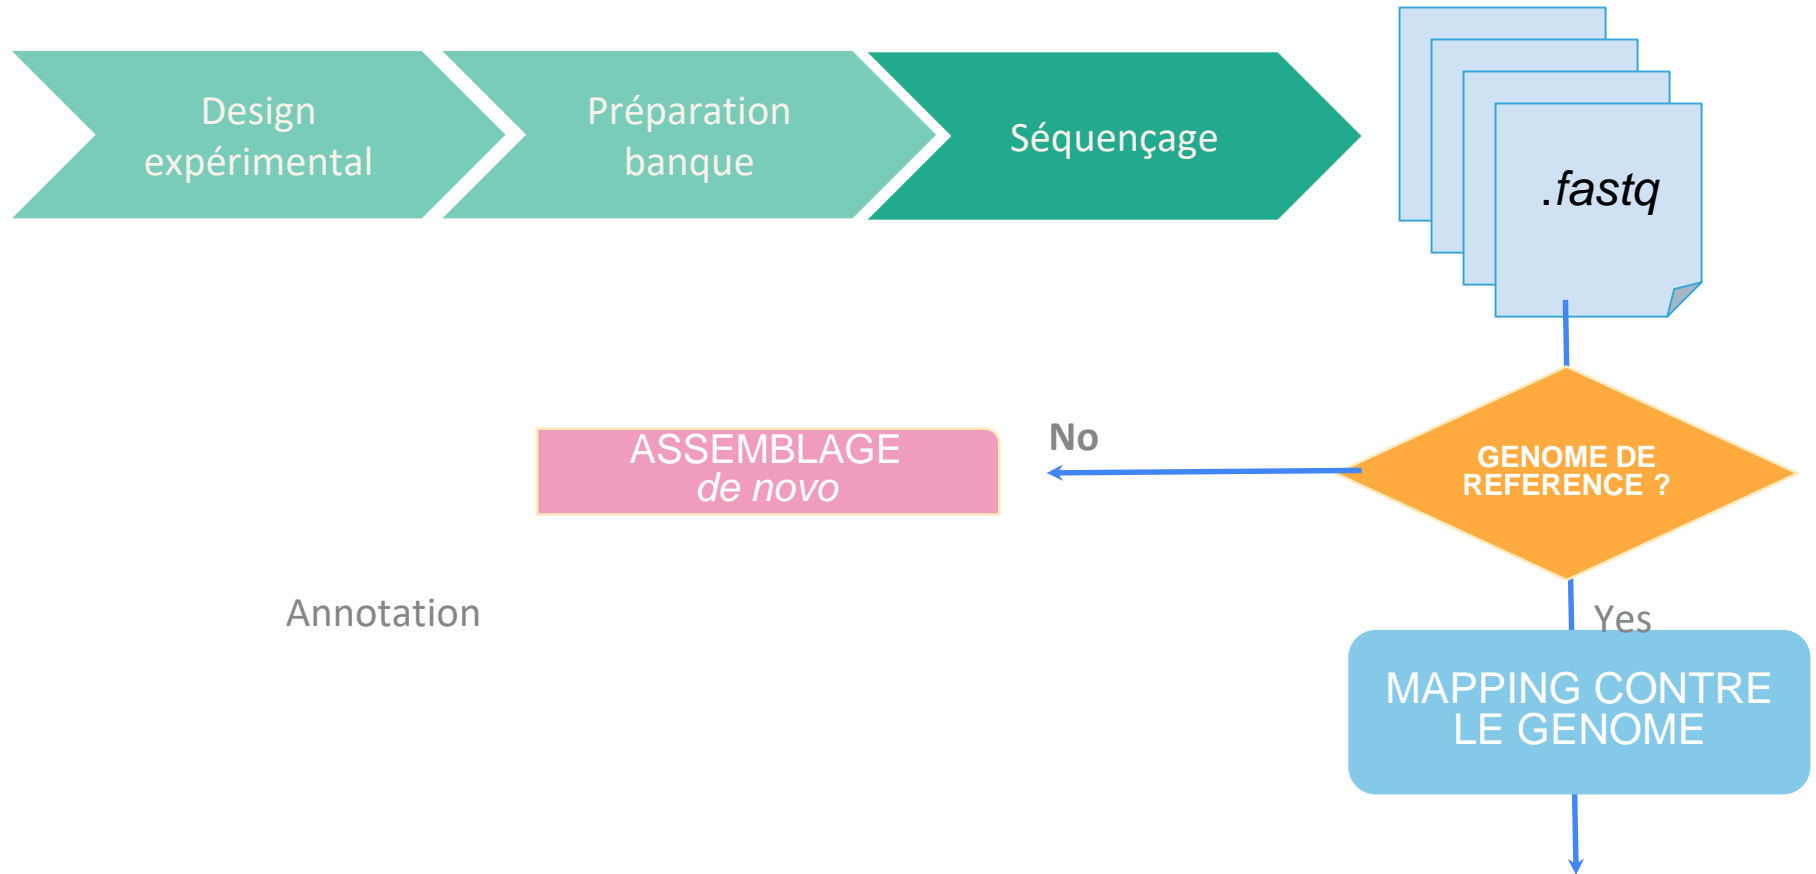 Design
expérimental
Préparation
banque
Séquençage
.fastq
No
ASSEMBLAGE
de novo
GENOME DE
REFERENCE ?
Annotation
Yes
MAPPING CONTRE
LE GENOME